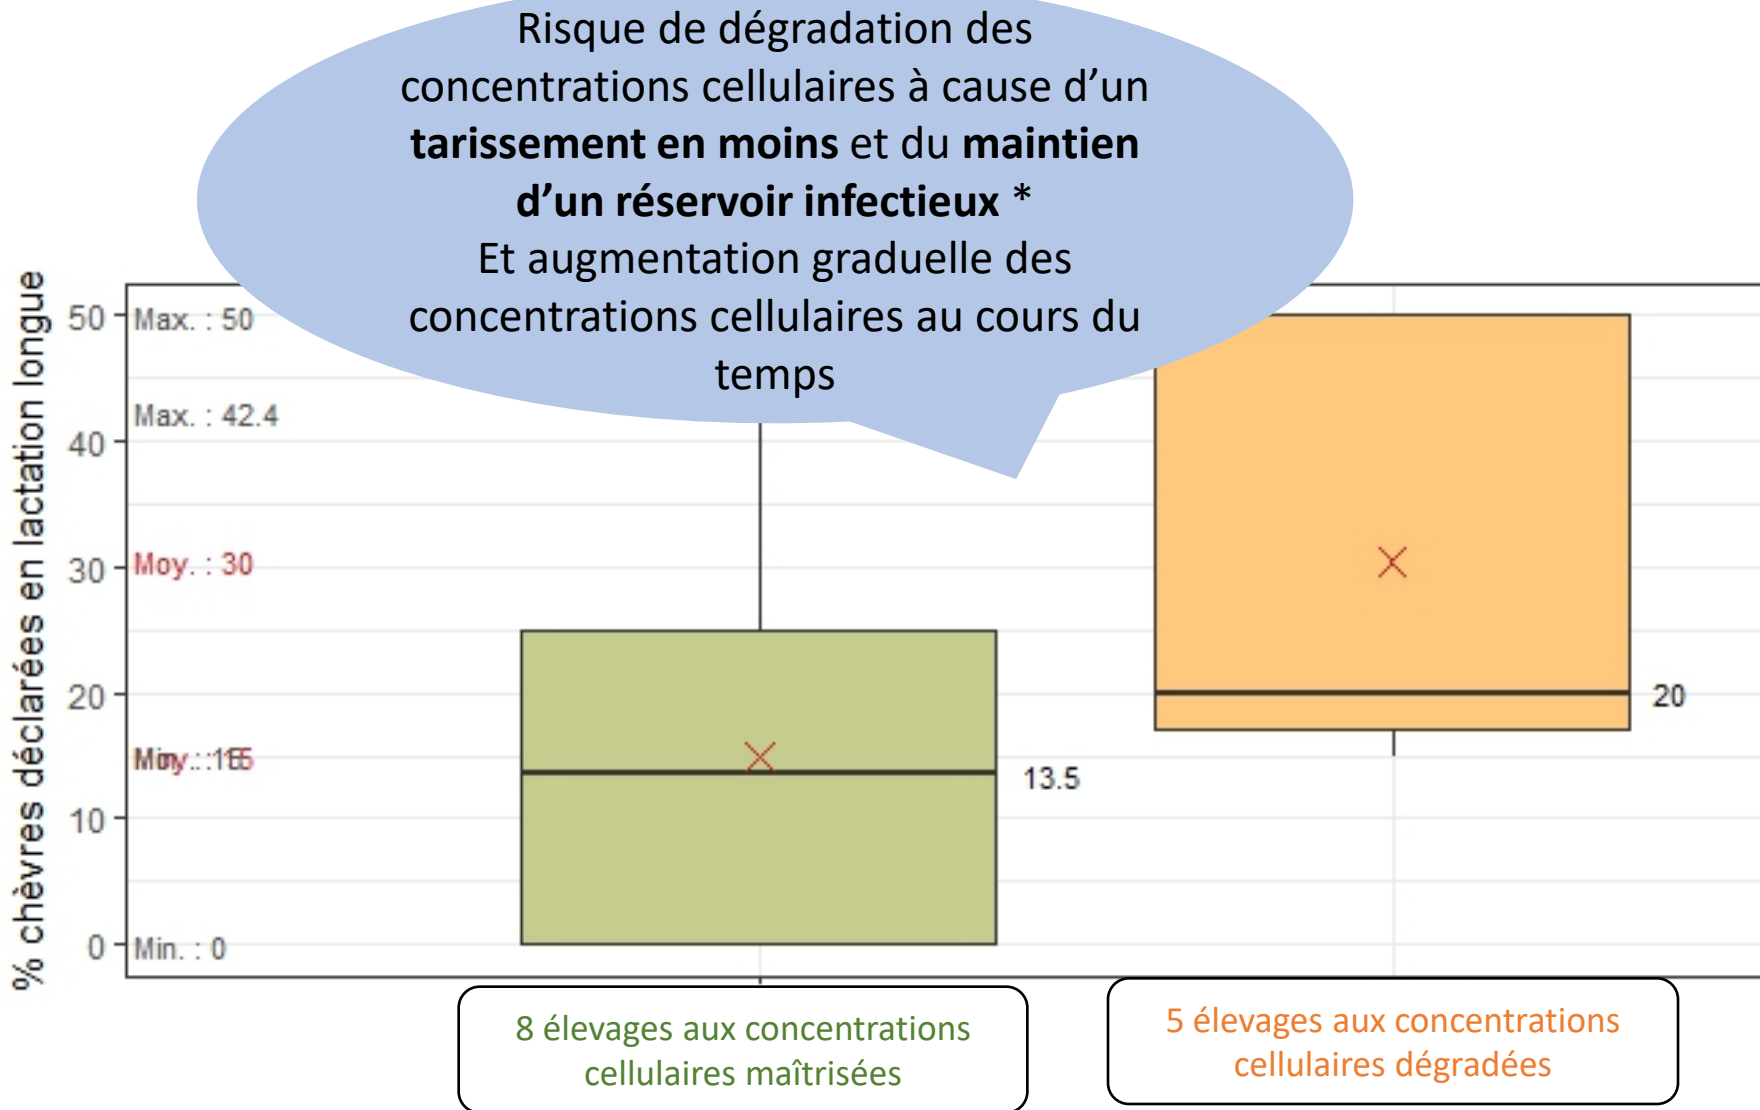 Risque de dégradation des
concentrations cellulaires à cause d’un
tarissement en moins et du maintien
d’un réservoir infectieux *
Et augmentation graduelle des
concentrations cellulaires au cours du
temps
% chèvres déclarées en lactation longue
50
Max. : 50
Max. : 42.4
40
30
Moy. : 30
20
20
13.5
10
0
Min. : 0
8 élevages aux concentrations
cellulaires maîtrisées
5 élevages aux concentrations
cellulaires dégradées